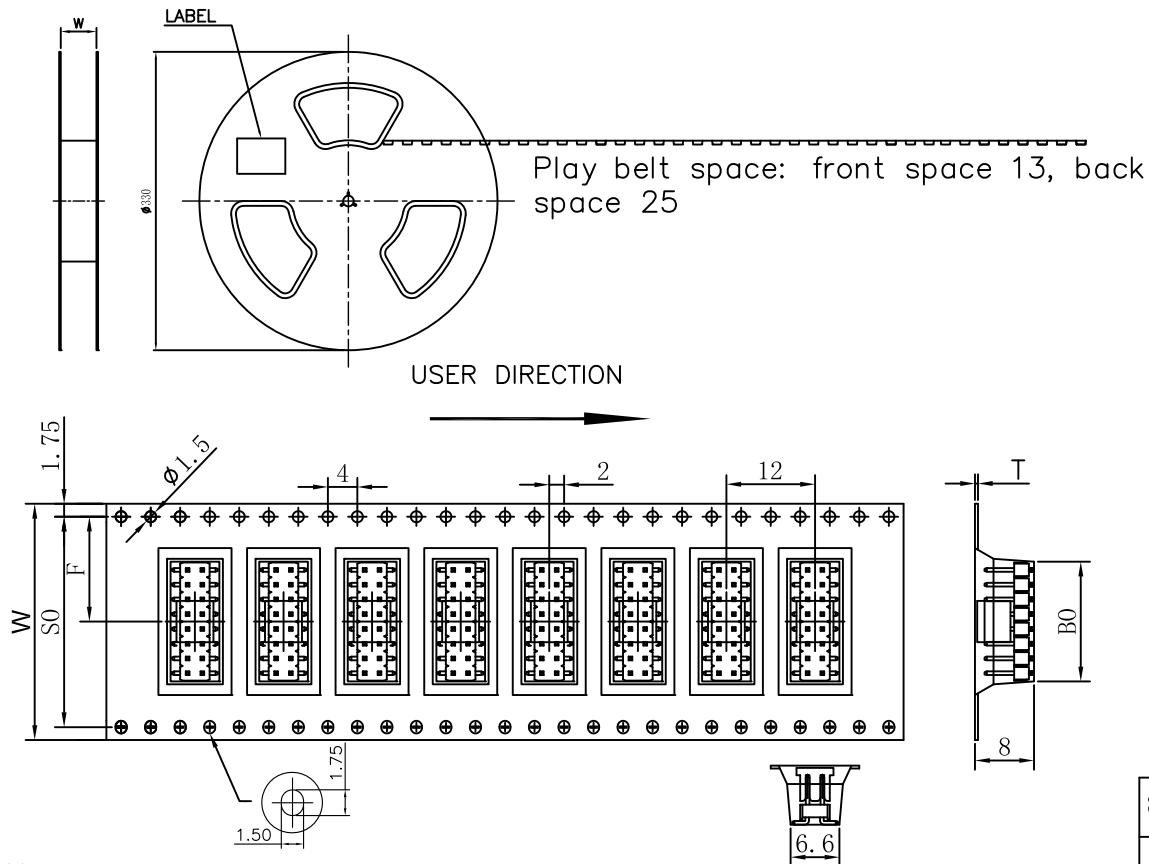 W
LABEL
ø330
Play belt space: front space 13, back
space 25
USER DIRECTION
1.75
ø1.5
4
2
12
T
W
S0
F
B0
8
1.75
1.50
6.6